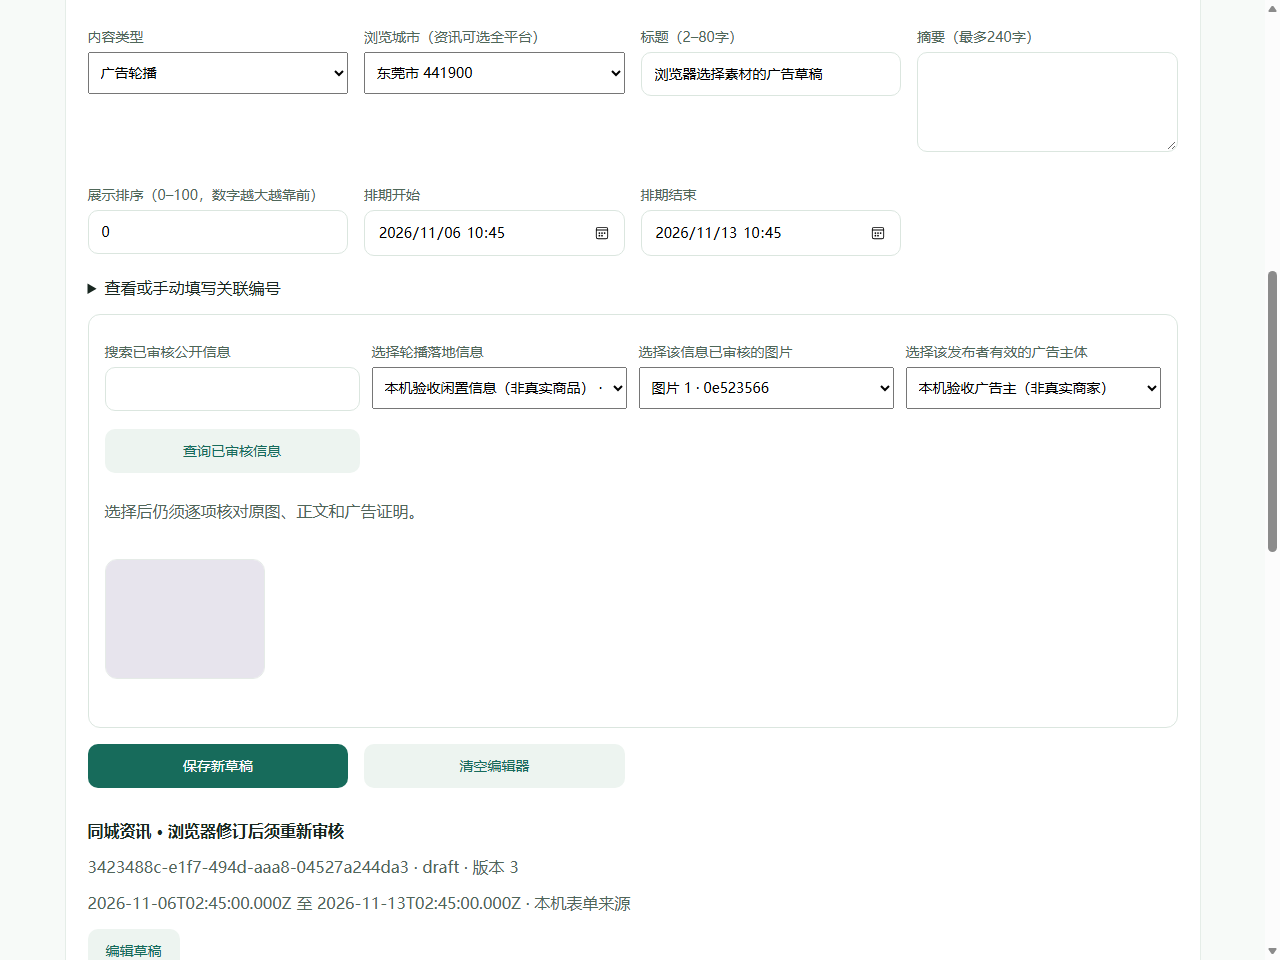 内容类型
浏览城市（资讯可选全平台）
标题（2–80字）
摘要（最多240字）
广告轮播
东莞市 441900
浏览器选择素材的广告草稿
展示排序（0–100，数字越大越靠前）
排期开始
排期结束
0
2026/11/06 10:45
2026/11/13 10:45
查看或手动填写关联编号
搜索已审核公开信息
选择轮播落地信息
选择该信息已审核的图片
选择该发布者有效的广告主体
本机验收闲置信息（非真实商品） ·
图片 1 · 0e523566
本机验收广告主（非真实商家）
查询已审核信息
选择后仍须逐项核对原图、正文和广告证明。
保存新草稿
清空编辑器
同城资讯 • 浏览器修订后须重新审核
3423488c-e1f7-494d-aaa8-04527a244da3 · draft · 版本 3
2026-11-06T02:45:00.000Z 至 2026-11-13T02:45:00.000Z · 本机表单来源
编辑草稿